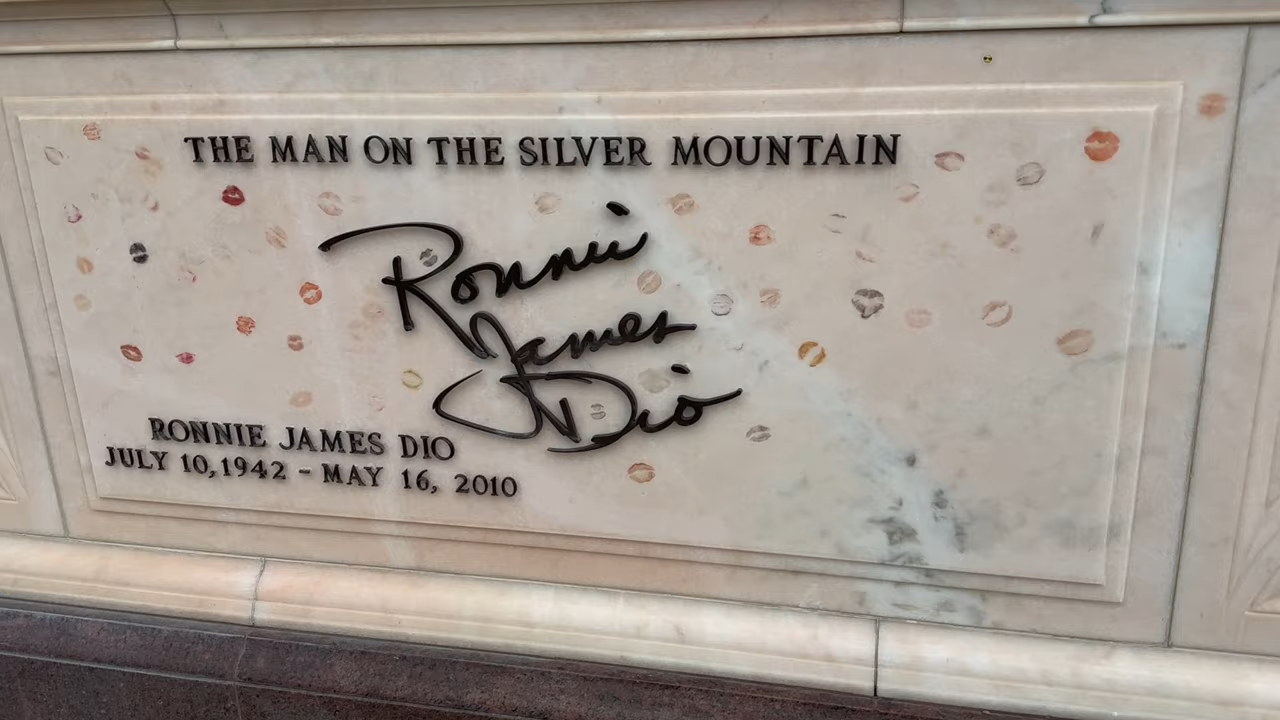 THE MAN ON THE SILVER MOUNTAIN
Ronnie
James
Dio
RONNIE JAMES DIO
JULY 10, 1942 - MAY 16, 2010